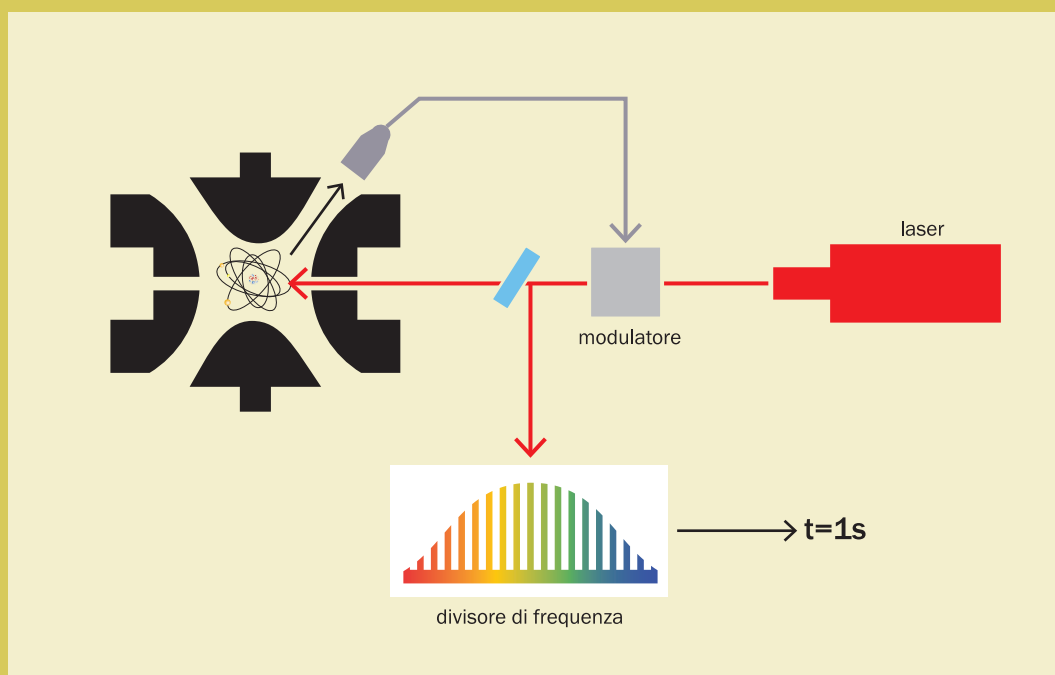 laser
modulatore
t=1s
divisore di frequenza